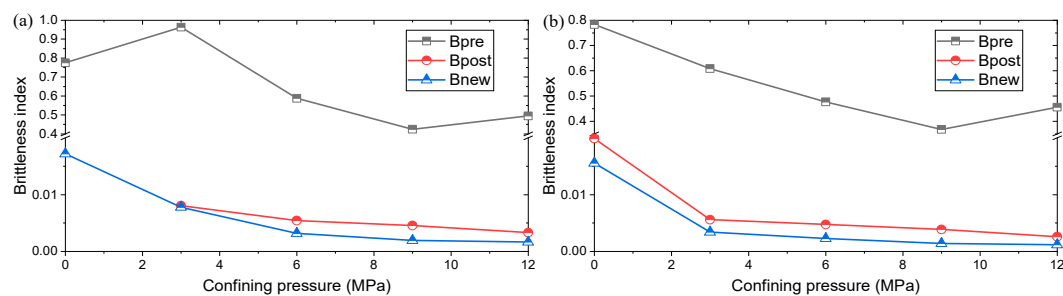 (a)
1.0
0.9
0.8
0.7
0.6
0.5
0.4
0.01
0.00
0 2 4 6 8 10 12
Brittleness index
Confining pressure (MPa)
Bpre
Bpost
Bnew
(b)
0.8
0.7
0.6
0.5
0.4
0.01
0.00
0 2 4 6 8 10 12
Brittleness index
Confining pressure (MPa)
Bpre
Bpost
Bnew